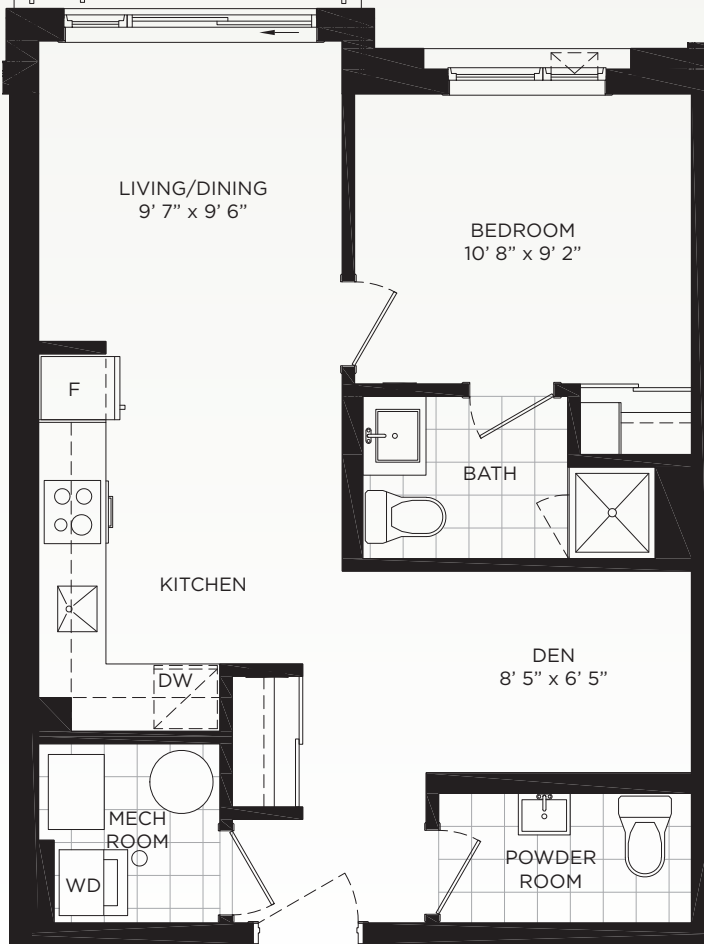 LIVING/DINING
9’ 7” x 9’ 6”
BEDROOM
10’ 8” x 9’ 2”
F
BATH
KITCHEN
DEN
8’ 5” x 6’ 5”
DW
MECH
ROOM
WD
POWDER
ROOM